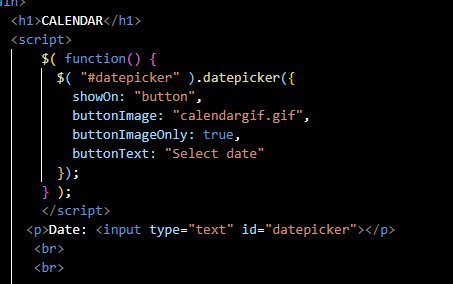 ain>
<h1>CALENDAR</h1>
<script>
$( function() {
$( "#datepicker" ).datepicker({
showOn: "button",
buttonImage: "calendargif.gif",
buttonImageOnly: true,
buttonText: "Select date"
});
} );
</script>
<p>Date: <input type="text" id="datepicker"></p>
<br>
<br>